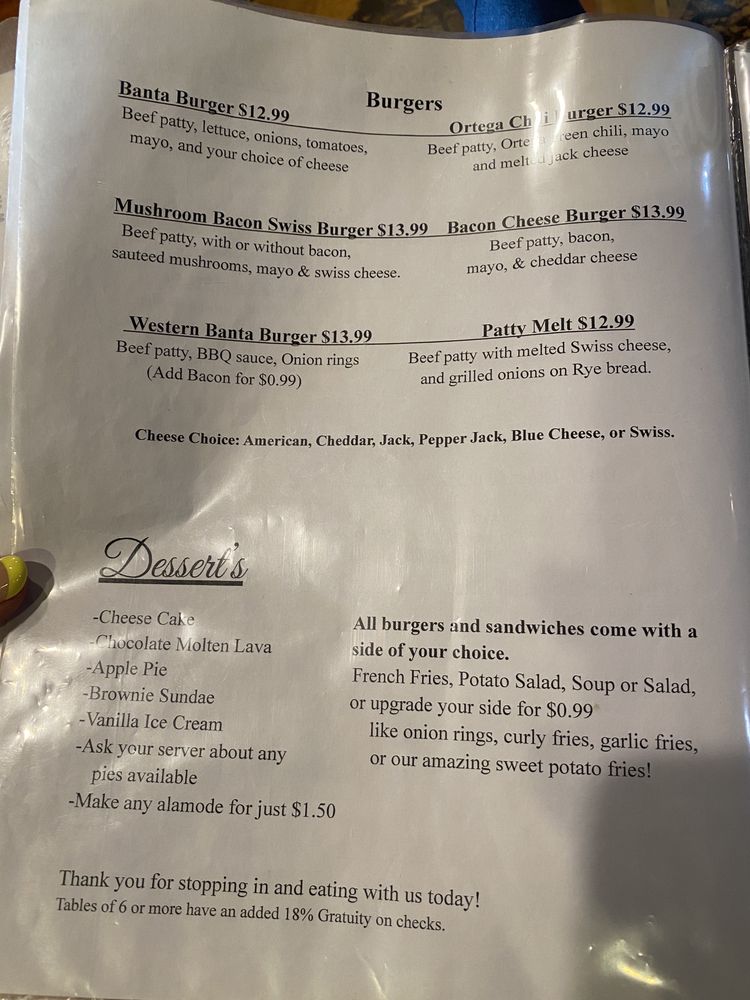 Burgers
Banta Burger $12.99
Beef patty, lettuce, onions, tomatoes,
mayo, and your choice of cheese
Ortega Burger $12.99
Beef patty, green chili, mayo
and melted jack cheese
Mushroom Bacon Swiss Burger $13.99
Beef patty, with or without bacon,
sauteed mushrooms, mayo & swiss cheese.
Bacon Cheese Burger $13.99
Beef patty, bacon,
mayo, & cheddar cheese
Western Banta Burger $13.99
Beef patty, BBQ sauce, Onion rings
(Add Bacon for $0.99)
Patty Melt $12.99
Beef patty with melted Swiss cheese,
and grilled onions on Rye bread.
Cheese Choice: American, Cheddar, Jack, Pepper Jack, Blue Cheese, or Swiss.
Dessert's
-Cheese Cake
-Chocolate Molten Lava
-Apple Pie
-Brownie Sundae
-Vanilla Ice Cream
-Ask your server about any
pies available
-Make any alamode for just $1.50
All burgers and sandwiches come with a
side of your choice.
French Fries, Potato Salad, Soup or Salad,
or upgrade your side for $0.99
like onion rings, curly fries, garlic fries,
or our amazing sweet potato fries!
Thank you for stopping in and eating with us today!
Tables of 6 or more have an added 18% Gratuity on checks.